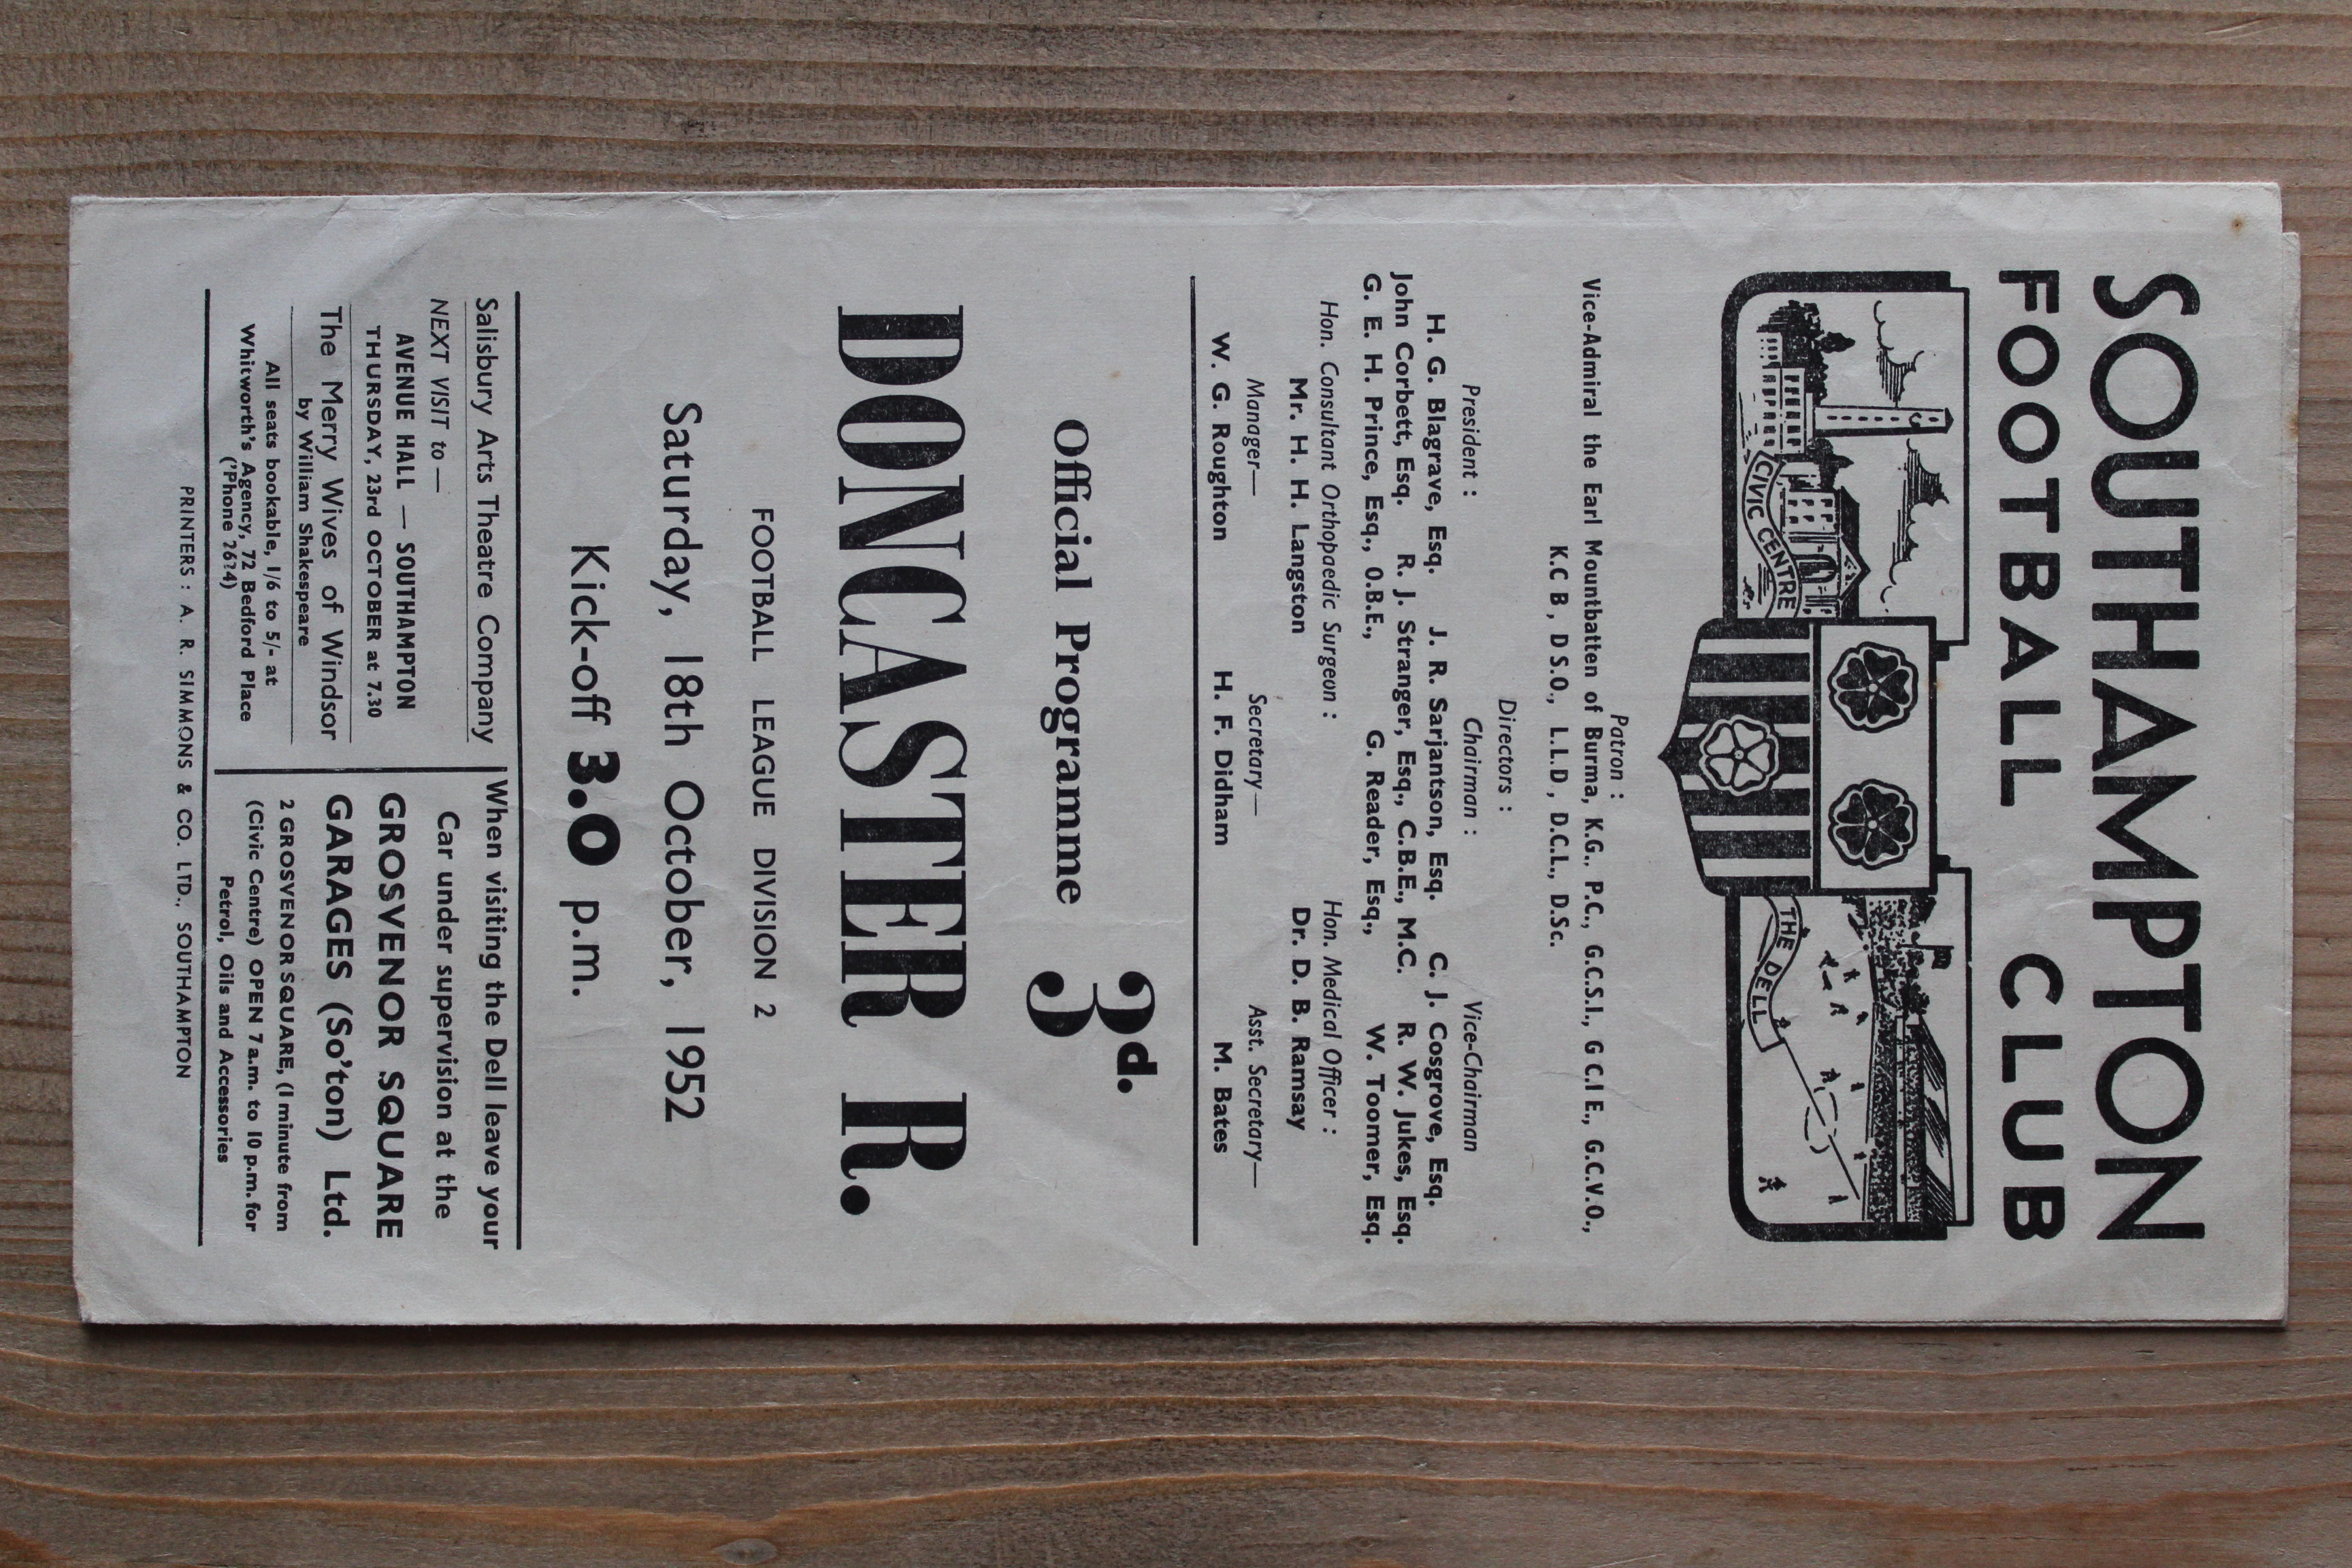 SOUTHAMPTON
FOOTBALL CLUB
CIVIC CENTRE
THE DELL
Patron :
Vice-Admiral the Earl Mountbatten of Burma, K.G., P.C., G.C.S.I., G C.I E., G.C.V.O.,
K.C B , D S.O., L.L.D , D.C.L., D.Sc.
Directors :
President : Chairman : Vice-Chairman
H. G. Blagrave, Esq. J. R. Sarjantson, Esq. C. J. Cosgrove, Esq.
John Corbett, Esq. R. J. Stranger, Esq., C.B.E., M.C. R. W. Jukes, Esq.
G. E. H. Prince, Esq., O.B.E., G. Reader, Esq., W. Toomer, Esq.
Hon. Consultant Orthopaedic Surgeon : Hon. Medical Officer :
Mr. H. H. Langston Dr. D. B. Ramsay
Manager— Secretary— Asst. Secretary—
W. G. Roughton H. F. Didham M. Bates
Official Programme 3d.
DONCASTER R.
FOOTBALL LEAGUE DIVISION 2
Saturday, 18th October, 1952
Kick-off 3.0 p.m.
Salisbury Arts Theatre Company
NEXT VISIT to —
AVENUE HALL — SOUTHAMPTON
THURSDAY, 23rd OCTOBER at 7.30
The Merry Wives of Windsor
by William Shakespeare
All seats bookable, 1/6 to 5/- at
Whitworth's Agency, 72 Bedford Place
('Phone 2624)
When visiting the Dell leave your
Car under supervision at the
GROSVENOR SQUARE
GARAGES (So'ton) Ltd.
2 GROSVENOR SQUARE, (1 minute from
(Civic Centre) OPEN 7 a.m. to 10 p.m. for
Petrol, Oils and Accessories
PRINTERS : A. R. SIMMONS & CO. LTD., SOUTHAMPTON